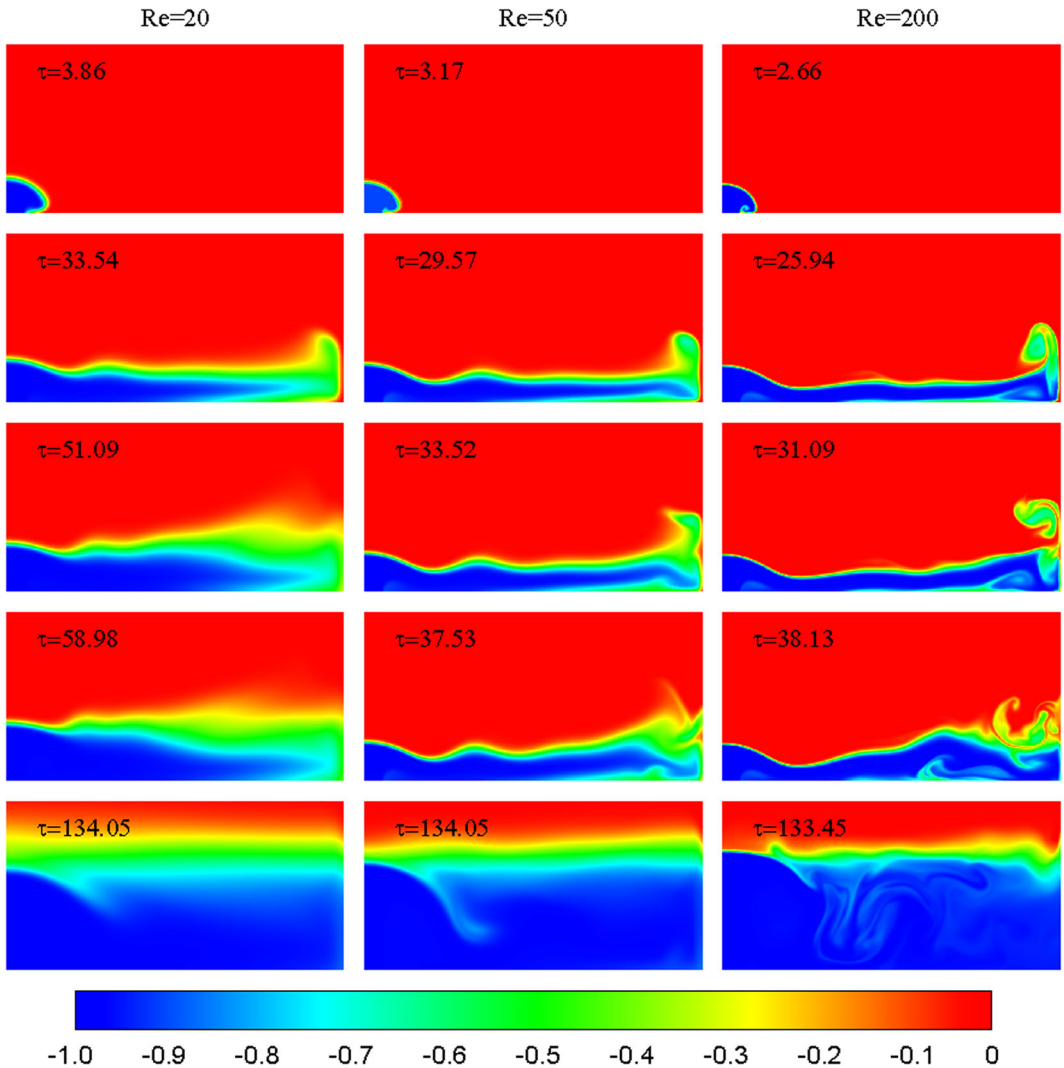 Re=20 Re=50 Re=200
τ=3.86 τ=3.17 τ=2.66
τ=33.54 τ=29.57 τ=25.94
τ=51.09 τ=33.52 τ=31.09
τ=58.98 τ=37.53 τ=38.13
τ=134.05 τ=134.05 τ=133.45
-1.0 -0.9 -0.8 -0.7 -0.6 -0.5 -0.4 -0.3 -0.2 -0.1 0